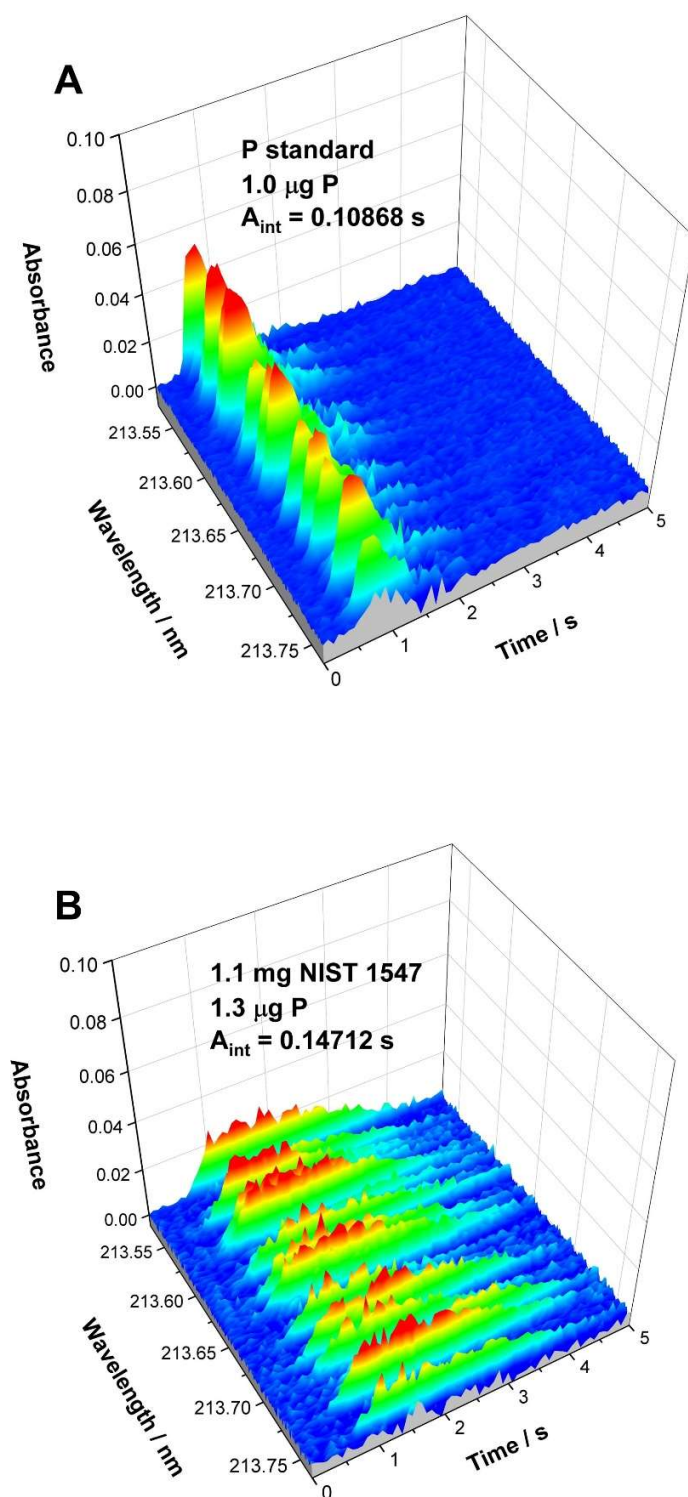 A
0.10
P standard
0.08
1.0 μg P
A_int = 0.10868 s
0.06
Absorbance
0.04
0.02
0.00
213.55
213.60
213.65
213.70
213.75
Wavelength / nm
0
1
2
3
4
5
Time / s
B
0.10
1.1 mg NIST 1547
1.3 μg P
0.08
A_int = 0.14712 s
0.06
Absorbance
0.04
0.02
0.00
213.55
213.60
213.65
213.70
213.75
Wavelength / nm
0
1
2
3
4
5
Time / s